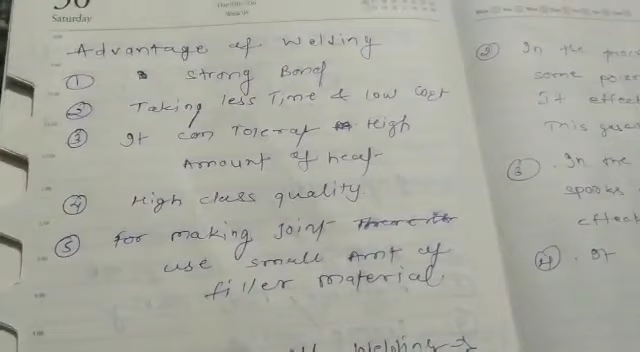 30
Saturday
Advantage of welding
① Strong Bond
② Taking less Time & low cost
③ It can Tolerat High
Amount of heat
④ High class quality.
⑤ For making joint
use small Amt of
filler material.
② In the
some
It effect
This
③ . In the
effect
④ . It